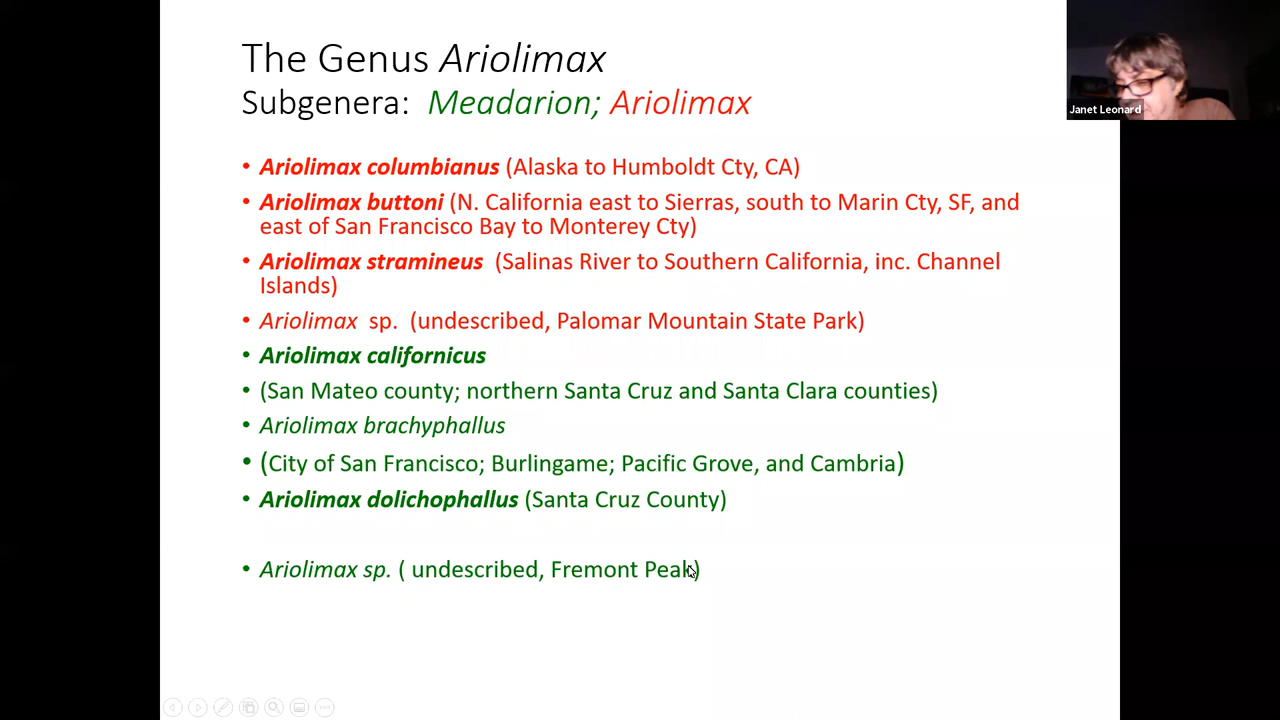 The Genus Ariolimax
Subgenera: Meadarion; Ariolimax
Janet Leonard
• Ariolimax columbianus (Alaska to Humboldt Cty, CA)
• Ariolimax buttoni (N. California east to Sierras, south to Marin Cty, SF, and
east of San Francisco Bay to Monterey Cty)
• Ariolimax stramineus (Salinas River to Southern California, inc. Channel
Islands)
• Ariolimax sp. (undescribed, Palomar Mountain State Park)
• Ariolimax californicus
• (San Mateo county; northern Santa Cruz and Santa Clara counties)
• Ariolimax brachyphallus
• (City of San Francisco; Burlingame; Pacific Grove, and Cambria)
• Ariolimax dolichophallus (Santa Cruz County)
• Ariolimax sp. ( undescribed, Fremont Peak)